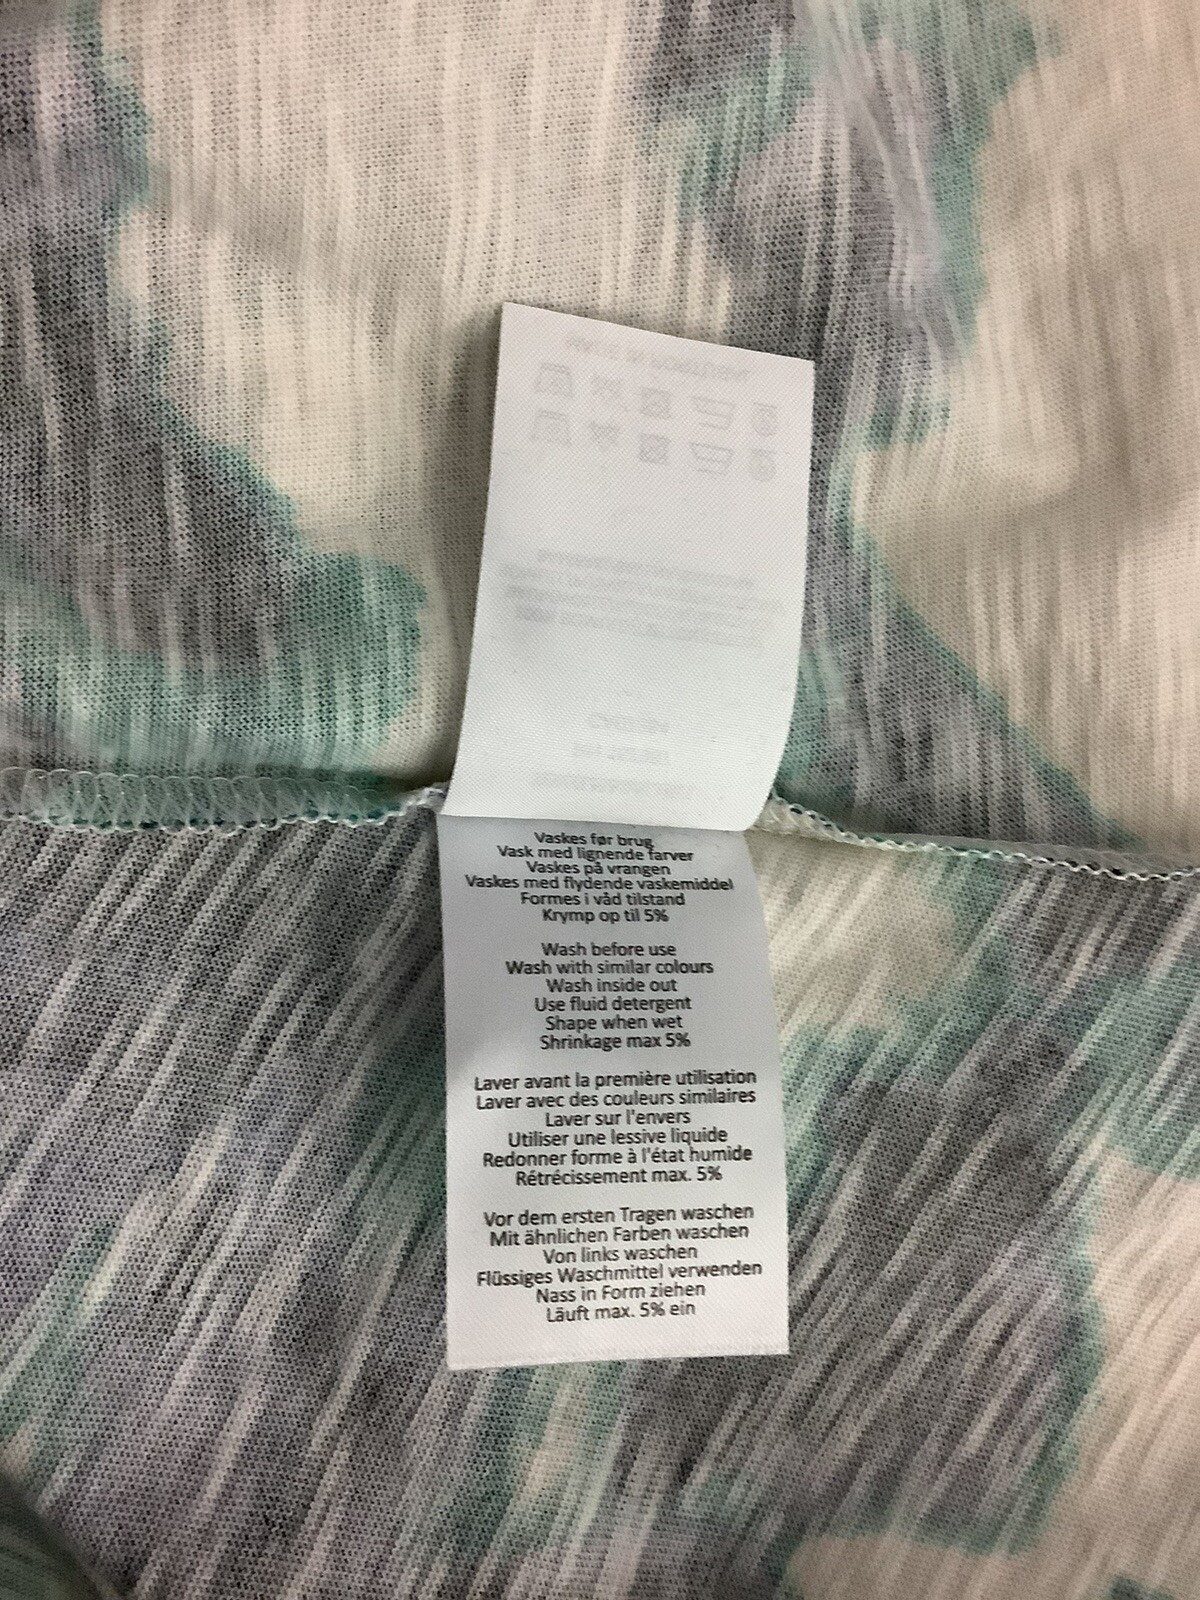 Vaskes før brug
Vask med lignende farver
Vaskes på vrangen
Vaskes med flydende vaskemiddel
Formes i våd tilstand
Krymp op til 5%
Wash before use
Wash with similar colours
Wash inside out
Use fluid detergent
Shape when wet
Shrinkage max 5%
Laver avant la première utilisation
Laver avec des couleurs similaires
Laver sur l'envers
Utiliser une lessive liquide
Redonner forme à l'état humide
Rétrécissement max. 5%
Vor dem ersten Tragen waschen
Mit ähnlichen Farben waschen
Von links waschen
Flüssiges Waschmittel verwenden
Nass in Form ziehen
Läuft max. 5% ein